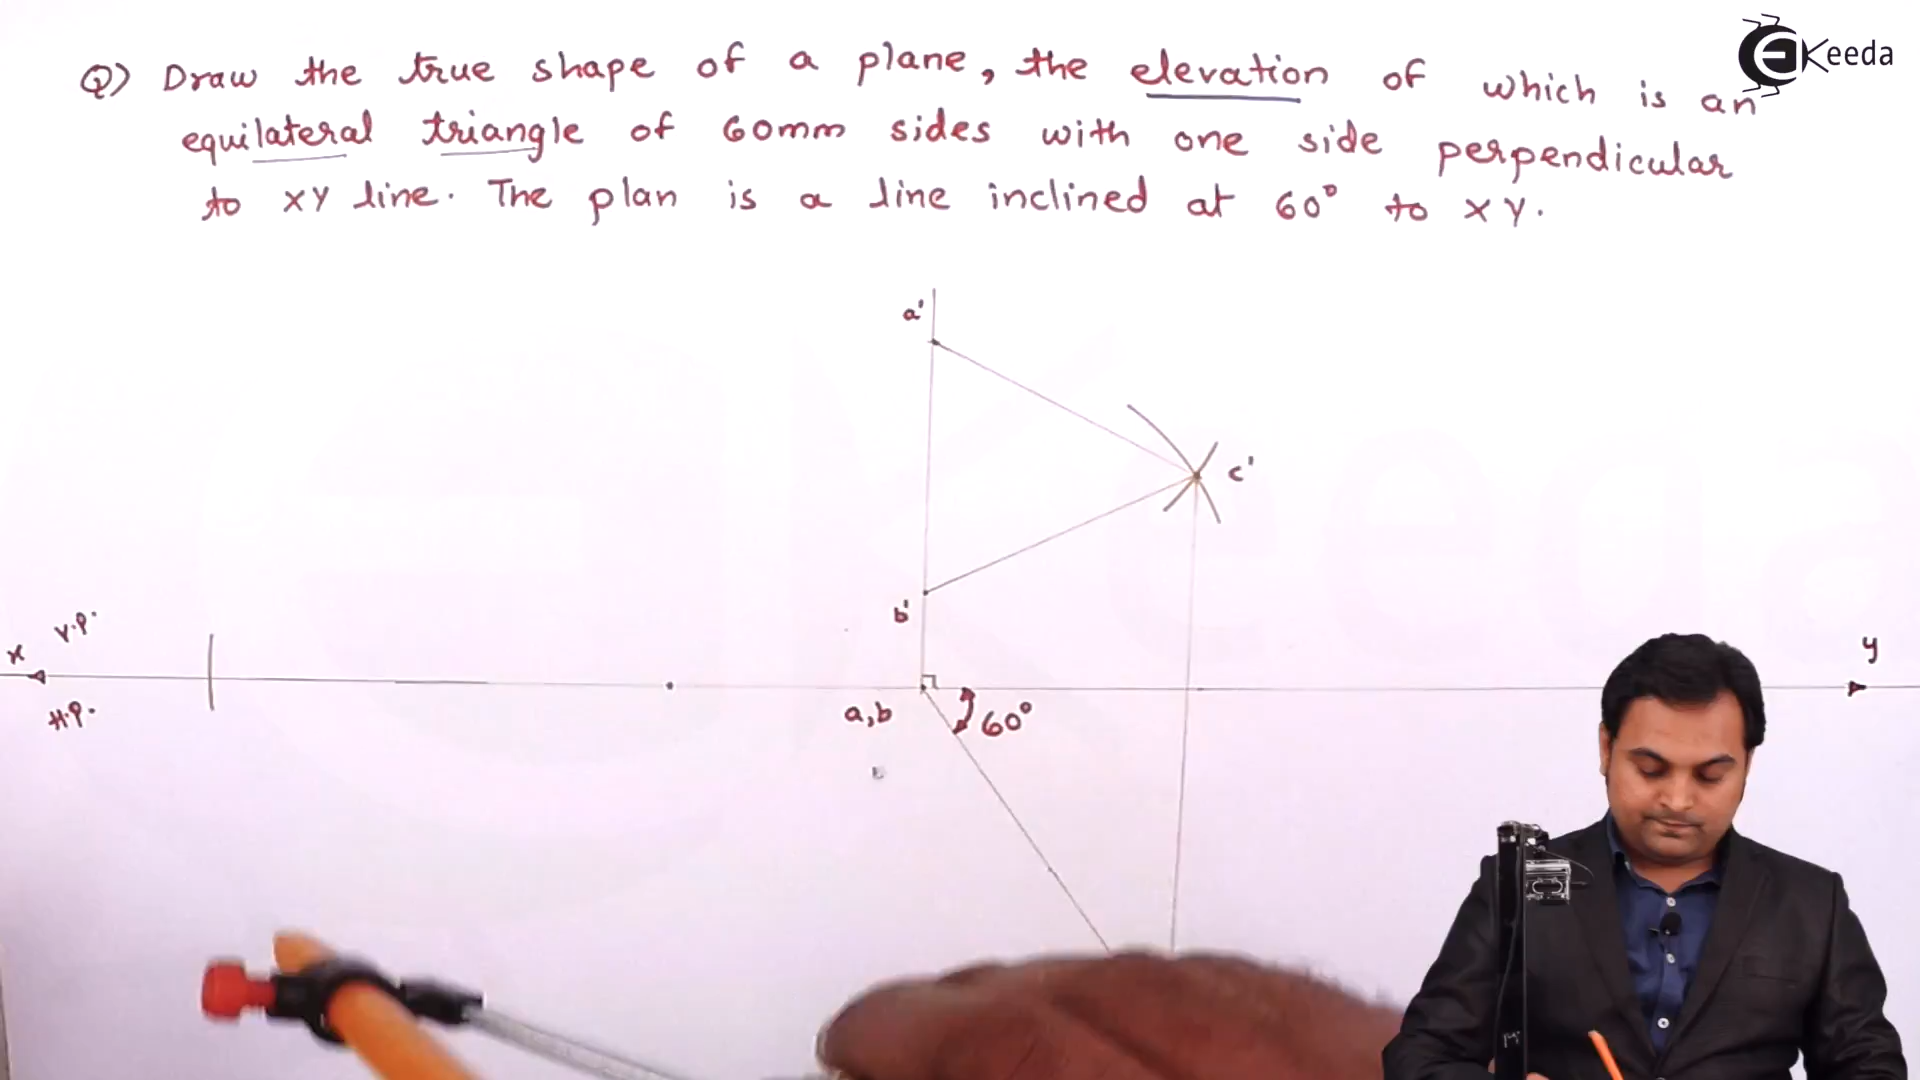 Q) Draw the true shape of a plane, the elevation of which is an
equilateral triangle of 60mm sides with one side perpendicular
to XY line. The plan is a line inclined at 60° to XY.
EKeeda
a'
c'
b'
V.P.
X
y
H.P.
a,b
60°